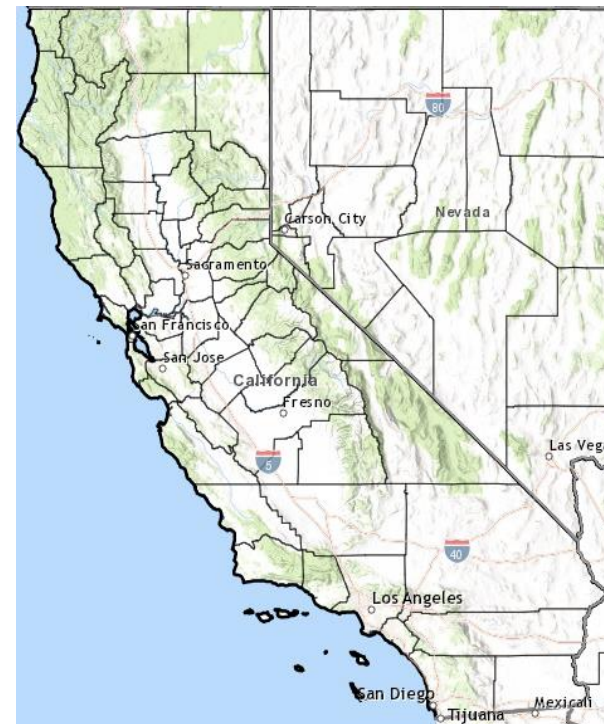 80
Carson City
Nevada
Sacramento
San Francisco
San Jose
California
Fresno
Las Vega
5
40
Los Angeles
San Diego
Mexicali
Tijuana